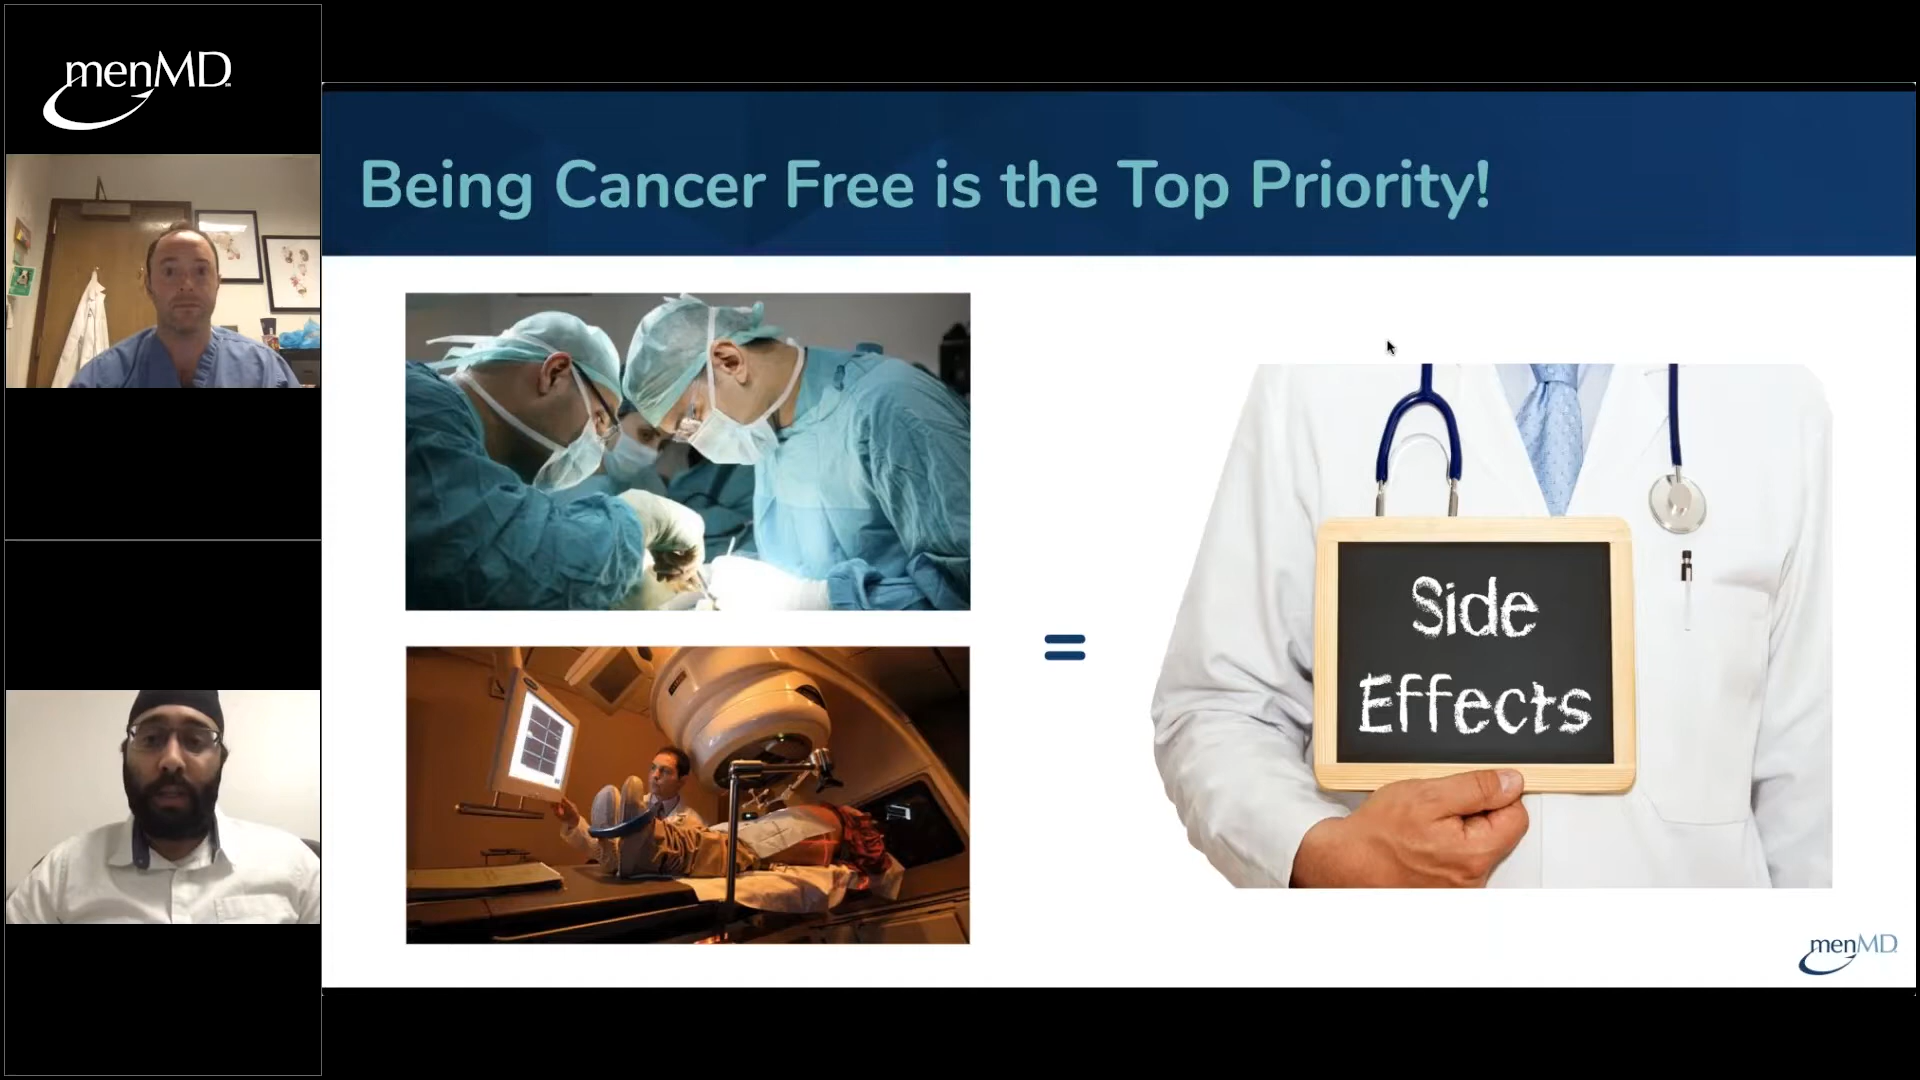 menMD
Being Cancer Free is the Top Priority!
=
Side
Effects
menMD